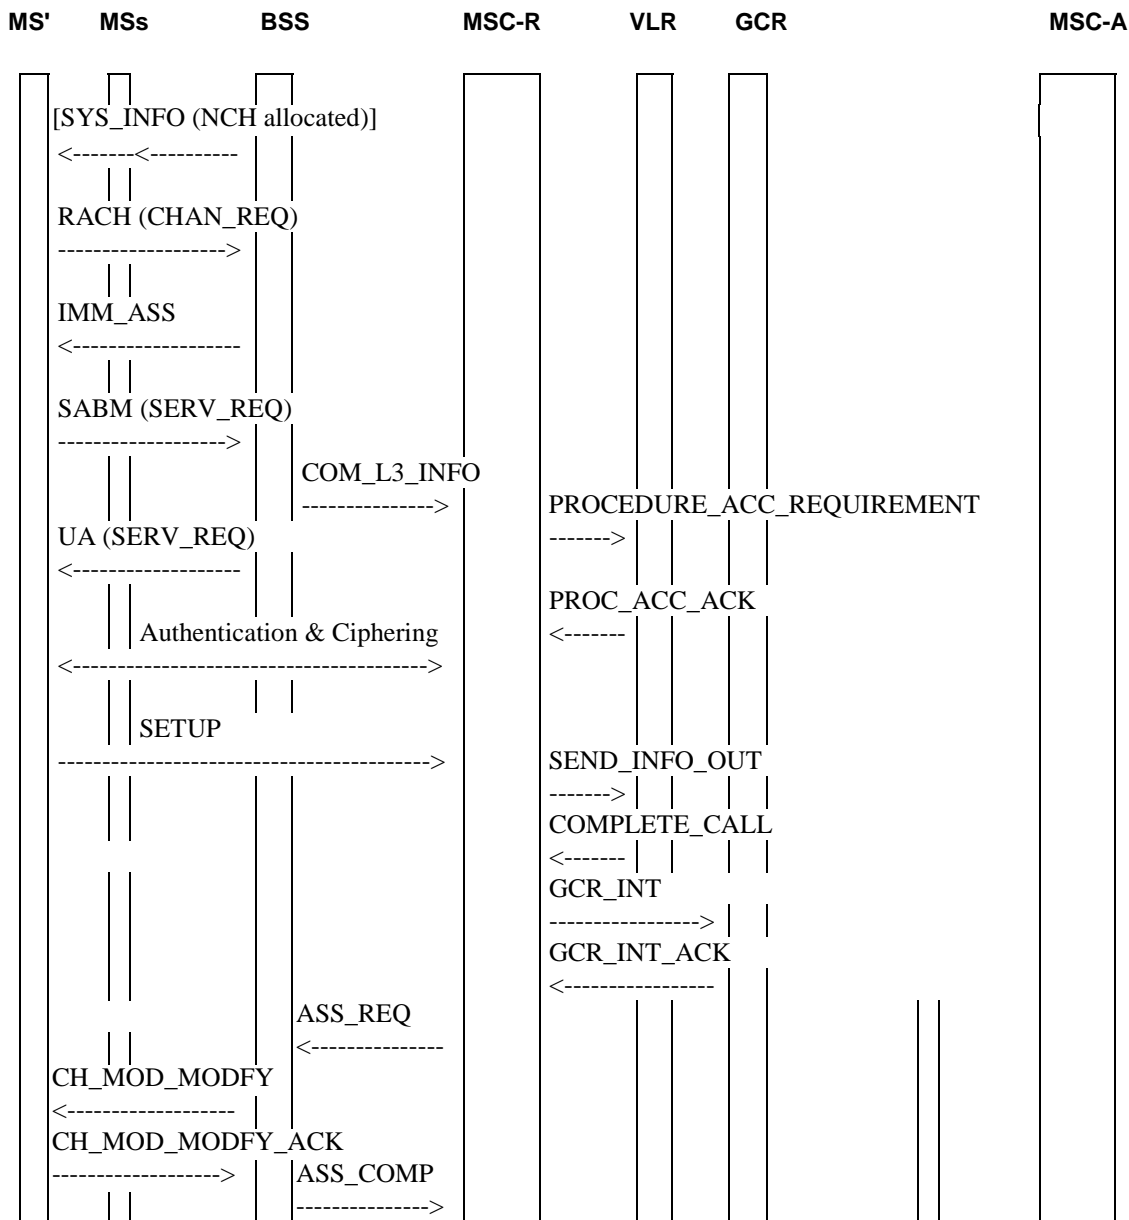 MS' MSs BSS MSC-R VLR GCR MSC-A
[SYS_INFO (NCH allocated)]
<-------<----------
RACH (CHAN_REQ)
------------------->
IMM_ASS
<-------------------
SABM (SERV_REQ)
------------------->
COM_L3_INFO
---------------> PROCEDURE_ACC_REQUIREMENT
UA (SERV_REQ) ------->
<-------------------
PROC_ACC_ACK
Authentication & Ciphering <-------
<---------------------------------------->
SETUP
------------------------------------------> SEND_INFO_OUT
------->
COMPLETE_CALL
<-------
GCR_INT
----------------->
GCR_INT_ACK
<-----------------
ASS_REQ
<---------------
CH_MOD_MODFY
<-------------------
CH_MOD_MODFY_ACK
-------------------> ASS_COMP
--------------->